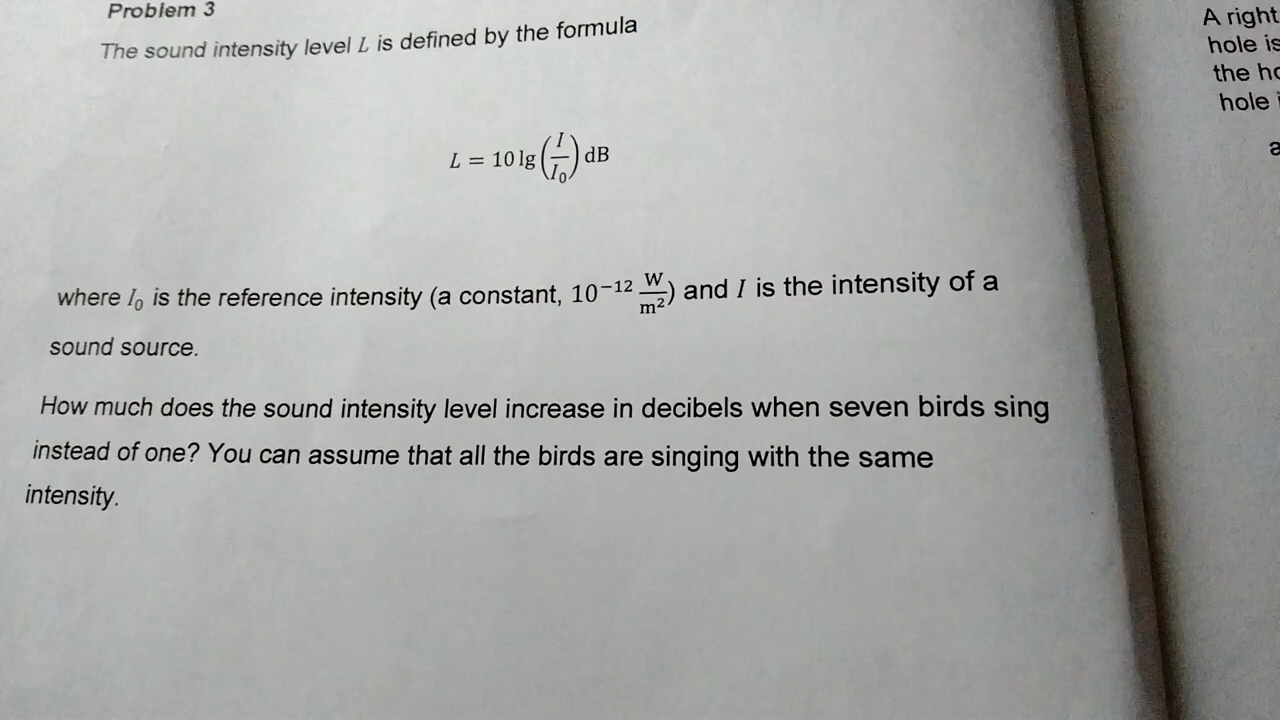 Problem 3
The sound intensity level L is defined by the formula
L = 10 lg (I/I₀) dB
where I₀ is the reference intensity (a constant, 10⁻¹² W/m²) and I is the intensity of a
sound source.
How much does the sound intensity level increase in decibels when seven birds sing
instead of one? You can assume that all the birds are singing with the same
intensity.
A right
hole is
the
hole